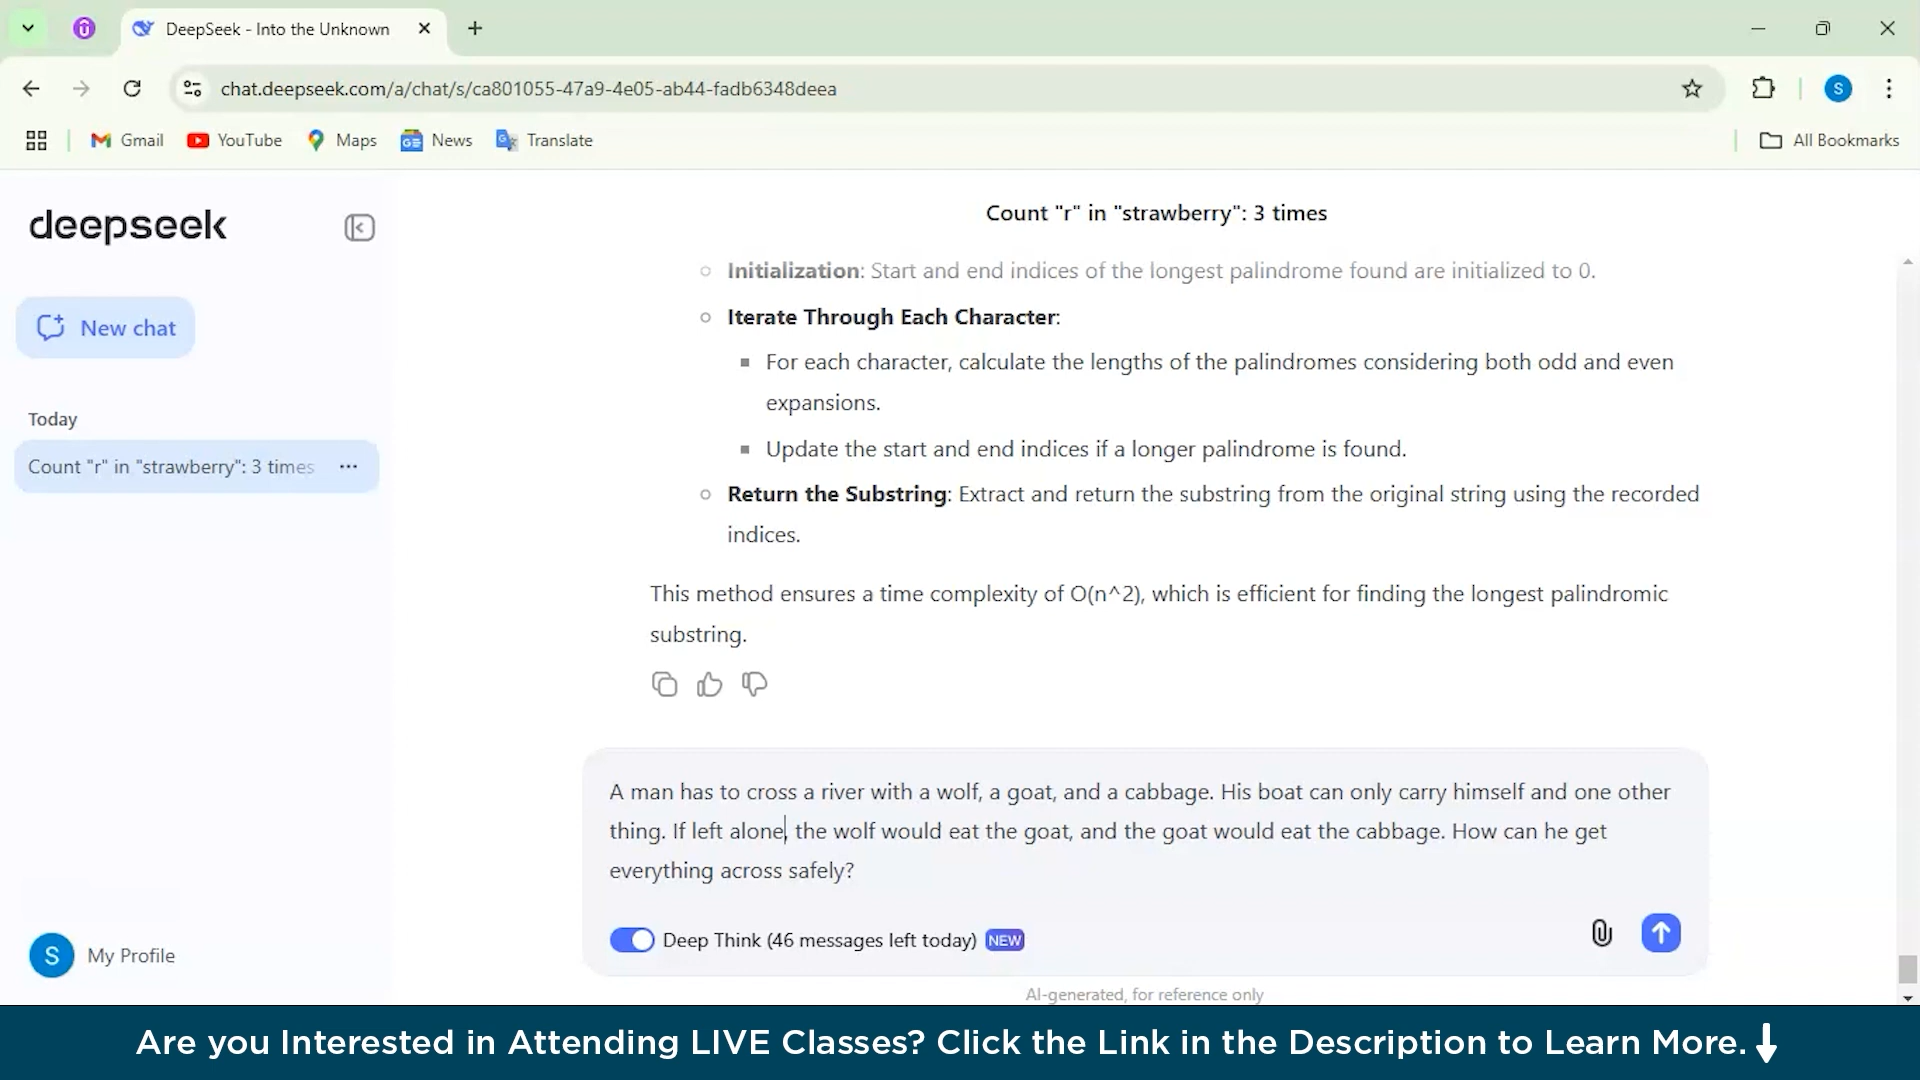 DeepSeek - Into the Unknown
chat.deepseek.com/a/chat/s/ca801055-47a9-4e05-ab44-fadb6348deea
S
Gmail
YouTube
Maps
News
Translate
All Bookmarks
deepseek
New chat
Today
Count "r" in "strawberry": 3 times
S
My Profile
Count "r" in "strawberry": 3 times
Initialization: Start and end indices of the longest palindrome found are initialized to 0.
Iterate Through Each Character:
For each character, calculate the lengths of the palindromes considering both odd and even
expansions.
Update the start and end indices if a longer palindrome is found.
Return the Substring: Extract and return the substring from the original string using the recorded
indices.
This method ensures a time complexity of O(n^2), which is efficient for finding the longest palindromic
substring.
A man has to cross a river with a wolf, a goat, and a cabbage. His boat can only carry himself and one other
thing. If left alone, the wolf would eat the goat, and the goat would eat the cabbage. How can he get
everything across safely?
Deep Think (46 messages left today) NEW
AI-generated, for reference only
Are you Interested in Attending LIVE Classes? Click the Link in the Description to Learn More.